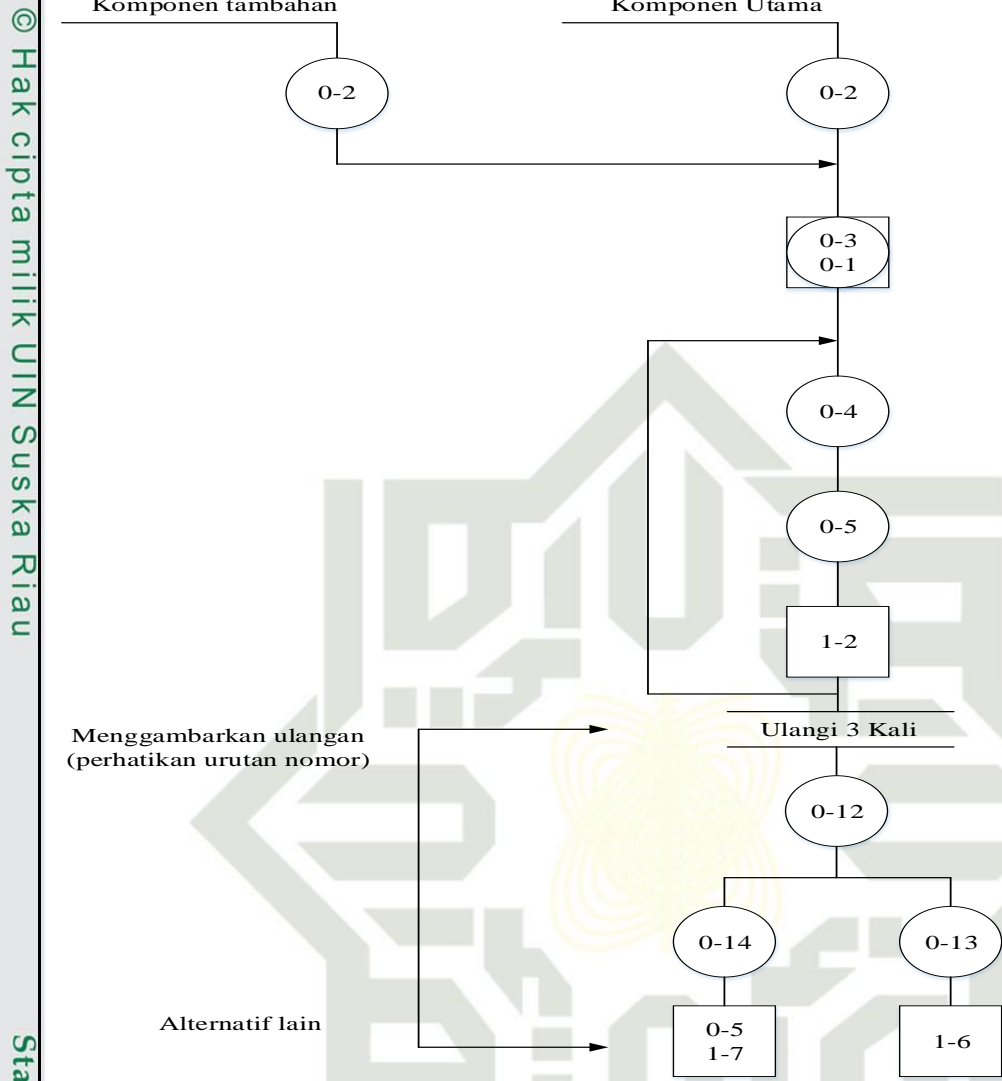 Komponen tambahan
Komponen Utama
0-2
0-2
0-3
0-1
0-4
0-5
1-2
Ulangi 3 Kali
Menggambarkan ulangan
(perhatikan urutan nomor)
0-12
0-14
0-13
Alternatif lain
0-5
1-7
1-6
© Hak cipta milik UIN Suska Riau
Sta